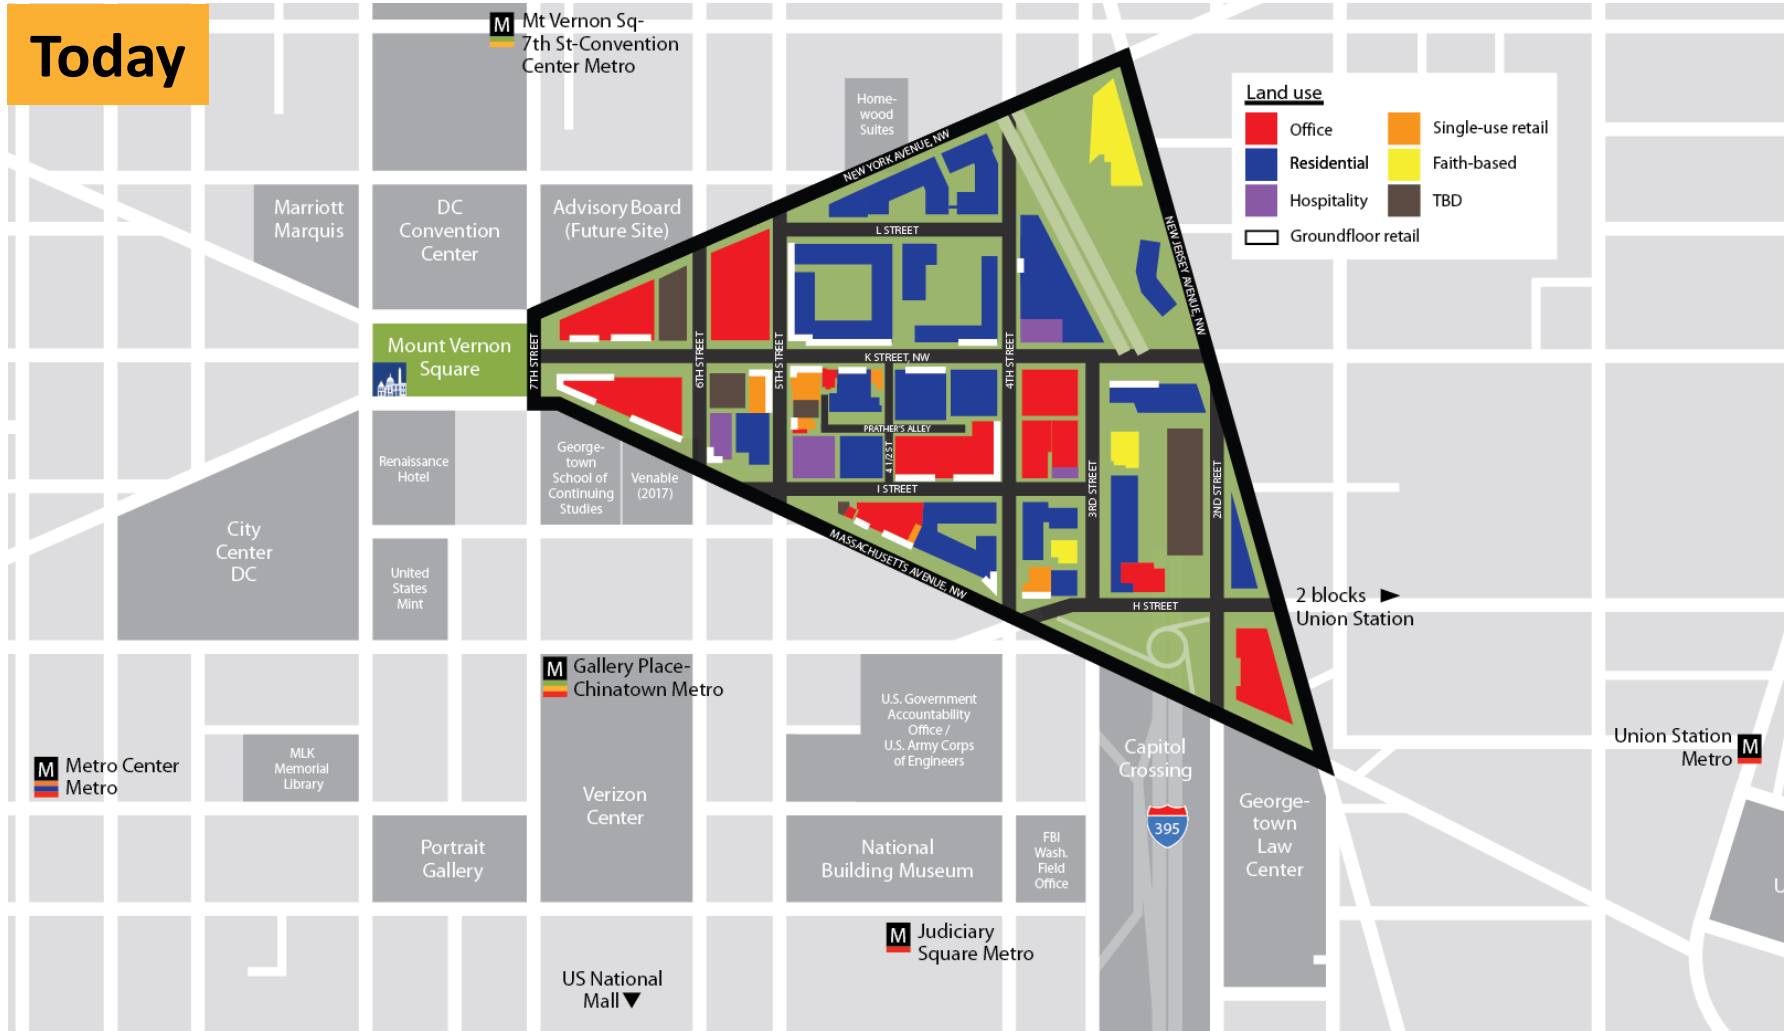 Today
M
Mt Vernon Sq-
7th St-Convention
Center Metro
Home-
wood
Suites
Land use
Office
Residential
Hospitality
Groundfloor retail
Single-use retail
Faith-based
TBD
Marriott
Marquis
DC
Convention
Center
Advisory Board
(Future Site)
NEW YORK AVENUE, NW
L STREET
NEW JERSEY AVENUE, NW
Mount Vernon
Square
7TH STREET
6TH STREET
5TH STREET
4TH STREET
K STREET, NW
PRATHER'S ALLEY
4 1/2 ST
I STREET
3RD STREET
2ND STREET
MASSACHUSETTS AVENUE, NW
H STREET
Renaissance
Hotel
George-
town
School of
Continuing
Studies
Venable
(2017)
City
Center
DC
United
States
Mint
2 blocks
Union Station
M
Gallery Place-
Chinatown Metro
U.S. Government
Accountability
Office /
U.S. Army Corps
of Engineers
Capitol
Crossing
395
Union Station
Metro
M
M
Metro Center
Metro
MLK
Memorial
Library
Verizon
Center
Portrait
Gallery
National
Building Museum
FBI
Wash.
Field
Office
George-
town
Law
Center
M
Judiciary
Square Metro
US National
Mall
U